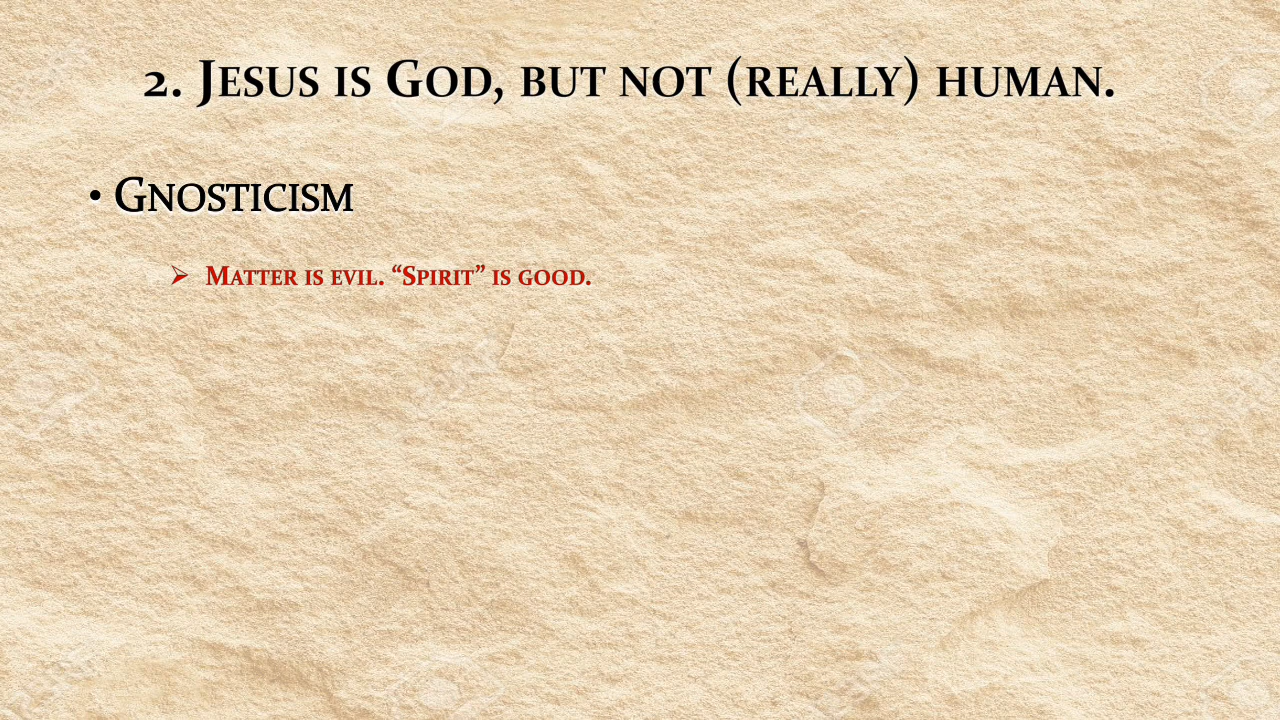 2. Jesus is God, but not (really) human.
• Gnosticism
➢ Matter is evil. “Spirit” is good.